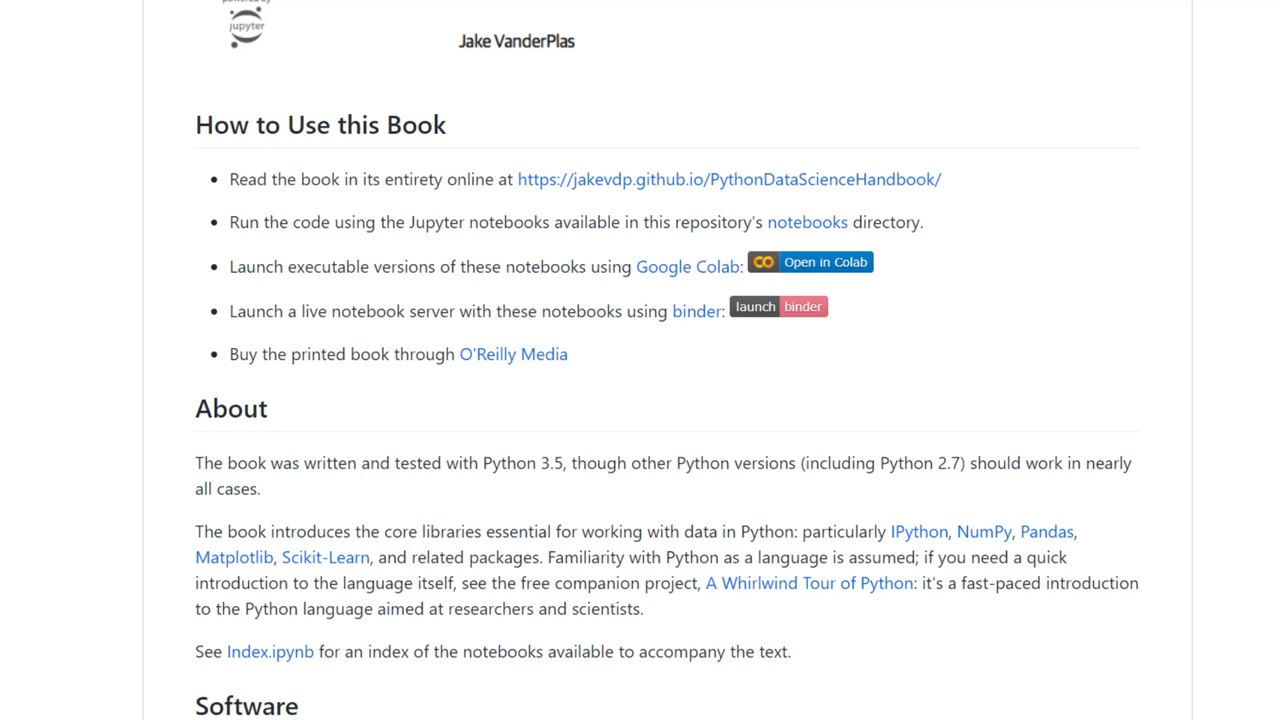 powered by
jupyter
Jake VanderPlas
How to Use this Book
Read the book in its entirety online at https://jakevdp.github.io/PythonDataScienceHandbook/
Run the code using the Jupyter notebooks available in this repository's notebooks directory.
Launch executable versions of these notebooks using Google Colab: Open in Colab
Launch a live notebook server with these notebooks using binder: launch binder
Buy the printed book through O'Reilly Media
About
The book was written and tested with Python 3.5, though other Python versions (including Python 2.7) should work in nearly
all cases.
The book introduces the core libraries essential for working with data in Python: particularly IPython, NumPy, Pandas,
Matplotlib, Scikit-Learn, and related packages. Familiarity with Python as a language is assumed; if you need a quick
introduction to the language itself, see the free companion project, A Whirlwind Tour of Python: it's a fast-paced introduction
to the Python language aimed at researchers and scientists.
See Index.ipynb for an index of the notebooks available to accompany the text.
Software